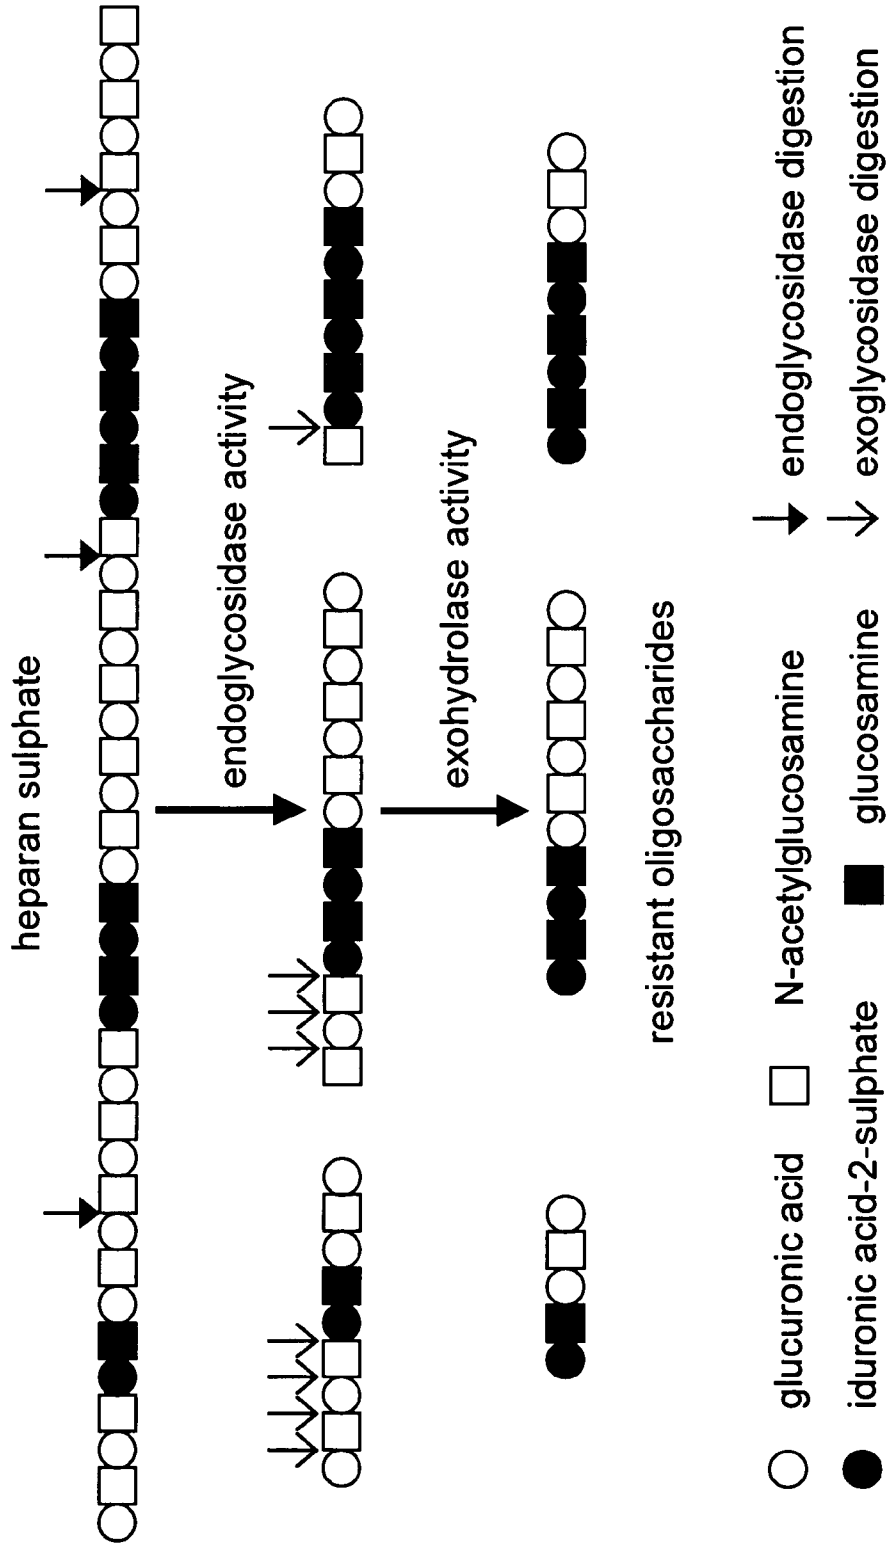 heparan sulphate
endoglycosidase activity
exohydrolase activity
resistant oligosaccharides
glucuronic acid N-acetylglucosamine endoglycosidase digestion
iduronic acid-2-sulphate glucosamine exoglycosidase digestion